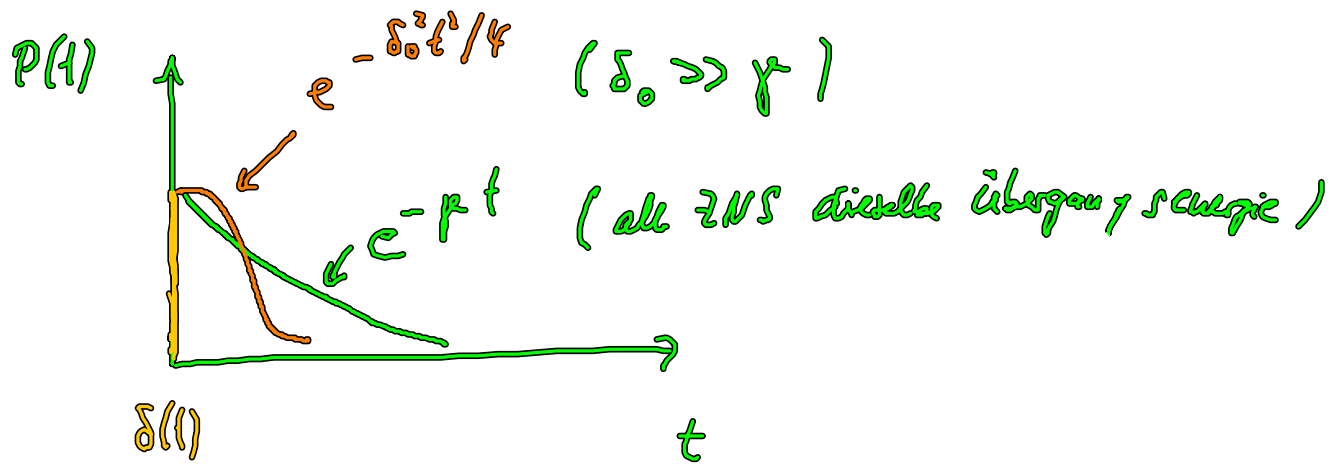 P(t)
e^{-δ₀²t²/4} (δ₀ >> γ)
e^{-γt} (alle ZNS dieselbe Übergangsenergie)
δ(t)
t